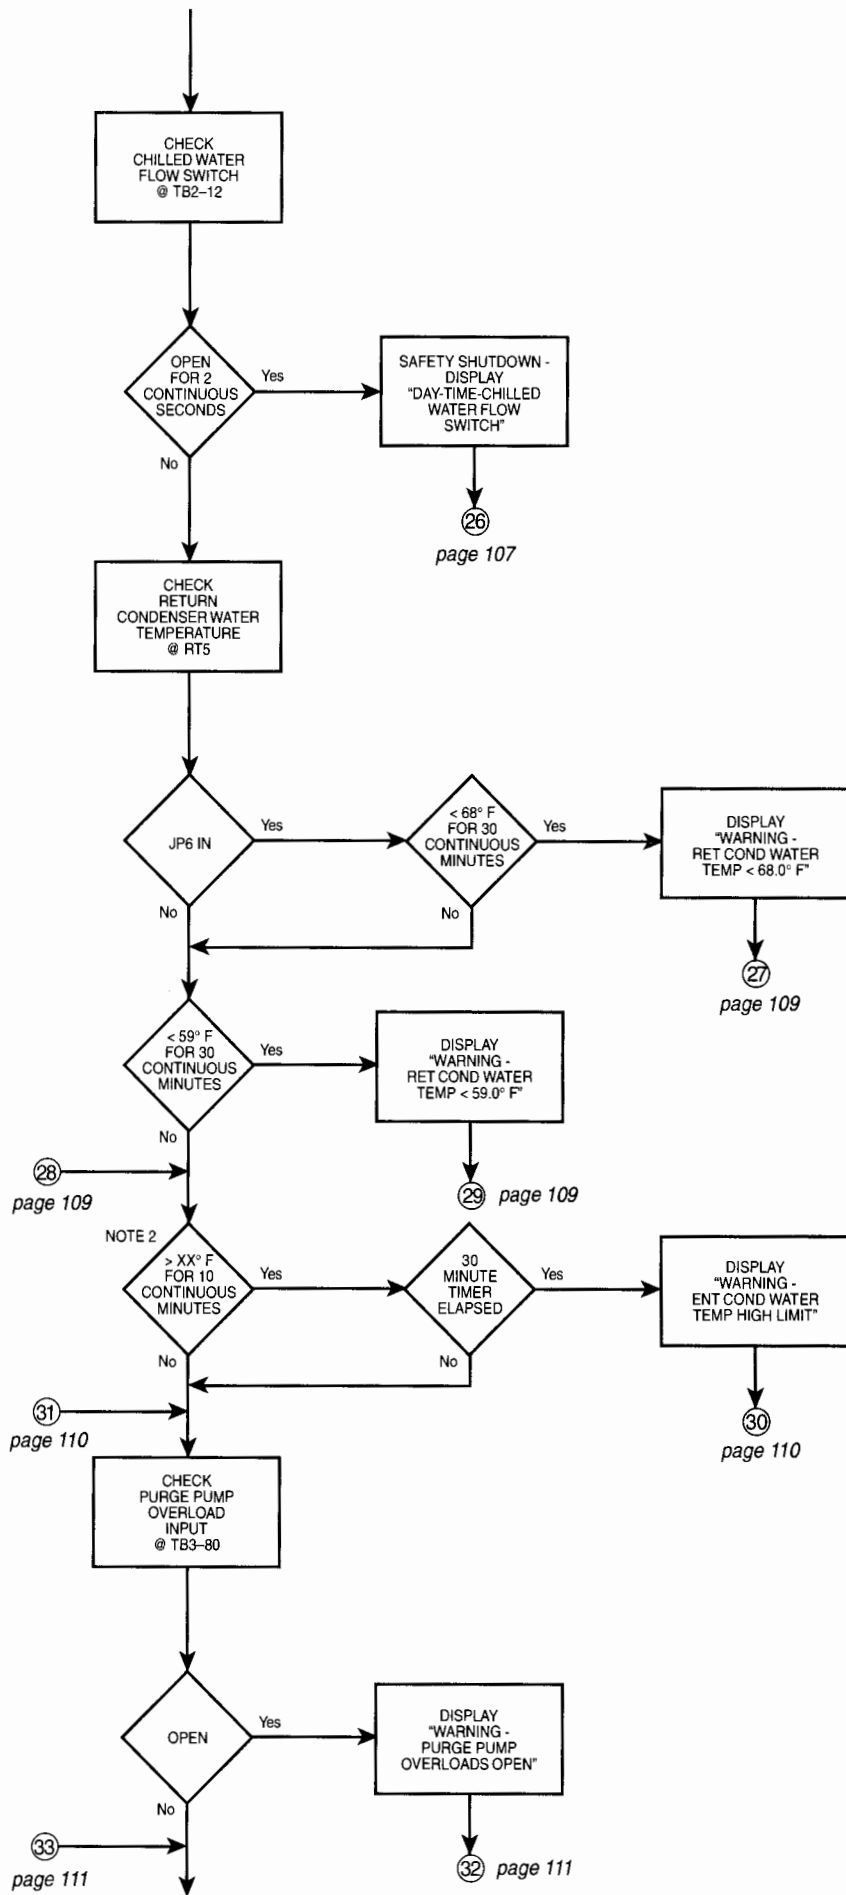 CHECK
CHILLED WATER
FLOW SWITCH
@ TB2–12
OPEN
FOR 2
CONTINUOUS
SECONDS
Yes
No
SAFETY SHUTDOWN -
DISPLAY
“DAY-TIME-CHILLED
WATER FLOW
SWITCH”
26
page 107
CHECK
RETURN
CONDENSER WATER
TEMPERATURE
@ RT5
JP6 IN
Yes
No
< 68° F
FOR 30
CONTINUOUS
MINUTES
Yes
No
DISPLAY
“WARNING -
RET COND WATER
TEMP < 68.0° F”
27
page 109
< 59° F
FOR 30
CONTINUOUS
MINUTES
Yes
No
DISPLAY
“WARNING -
RET COND WATER
TEMP < 59.0° F”
29 page 109
28
page 109
NOTE 2
> XX° F
FOR 10
CONTINUOUS
MINUTES
Yes
No
30
MINUTE
TIMER
ELAPSED
Yes
No
DISPLAY
“WARNING -
ENT COND WATER
TEMP HIGH LIMIT”
30
page 110
31
page 110
CHECK
PURGE PUMP
OVERLOAD
INPUT
@ TB3–80
OPEN
Yes
No
DISPLAY
“WARNING -
PURGE PUMP
OVERLOADS OPEN”
32 page 111
33
page 111